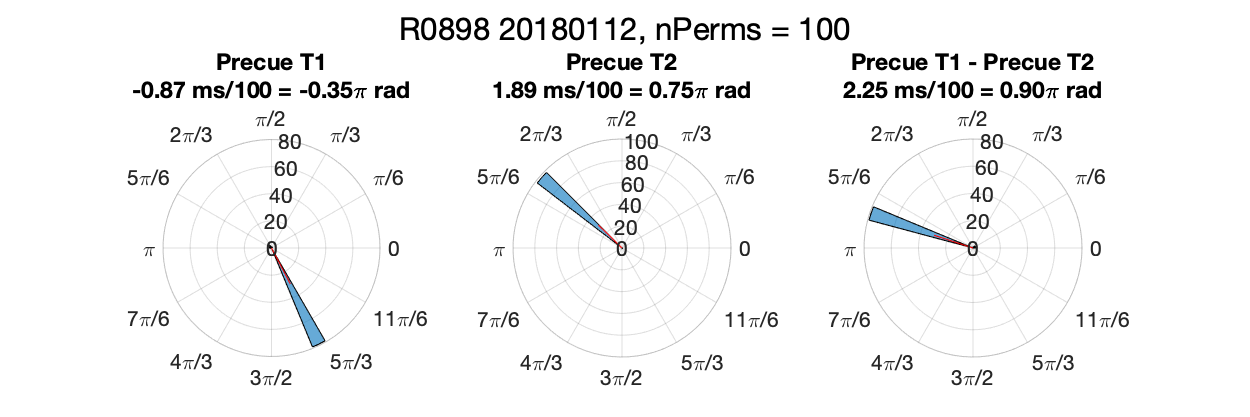 R0898 20180112, nPerms = 100
Precue T1
-0.87 ms/100 = -0.35π rad
π/2
2π/3
π/3
5π/6
π/6
π
0
7π/6
11π/6
4π/3
5π/3
3π/2
80
60
40
20
0
Precue T2
1.89 ms/100 = 0.75π rad
π/2
2π/3
π/3
5π/6
π/6
π
0
7π/6
11π/6
4π/3
5π/3
3π/2
100
80
60
40
20
0
Precue T1 - Precue T2
2.25 ms/100 = 0.90π rad
π/2
2π/3
π/3
5π/6
π/6
π
0
7π/6
11π/6
4π/3
5π/3
3π/2
80
60
40
20
0